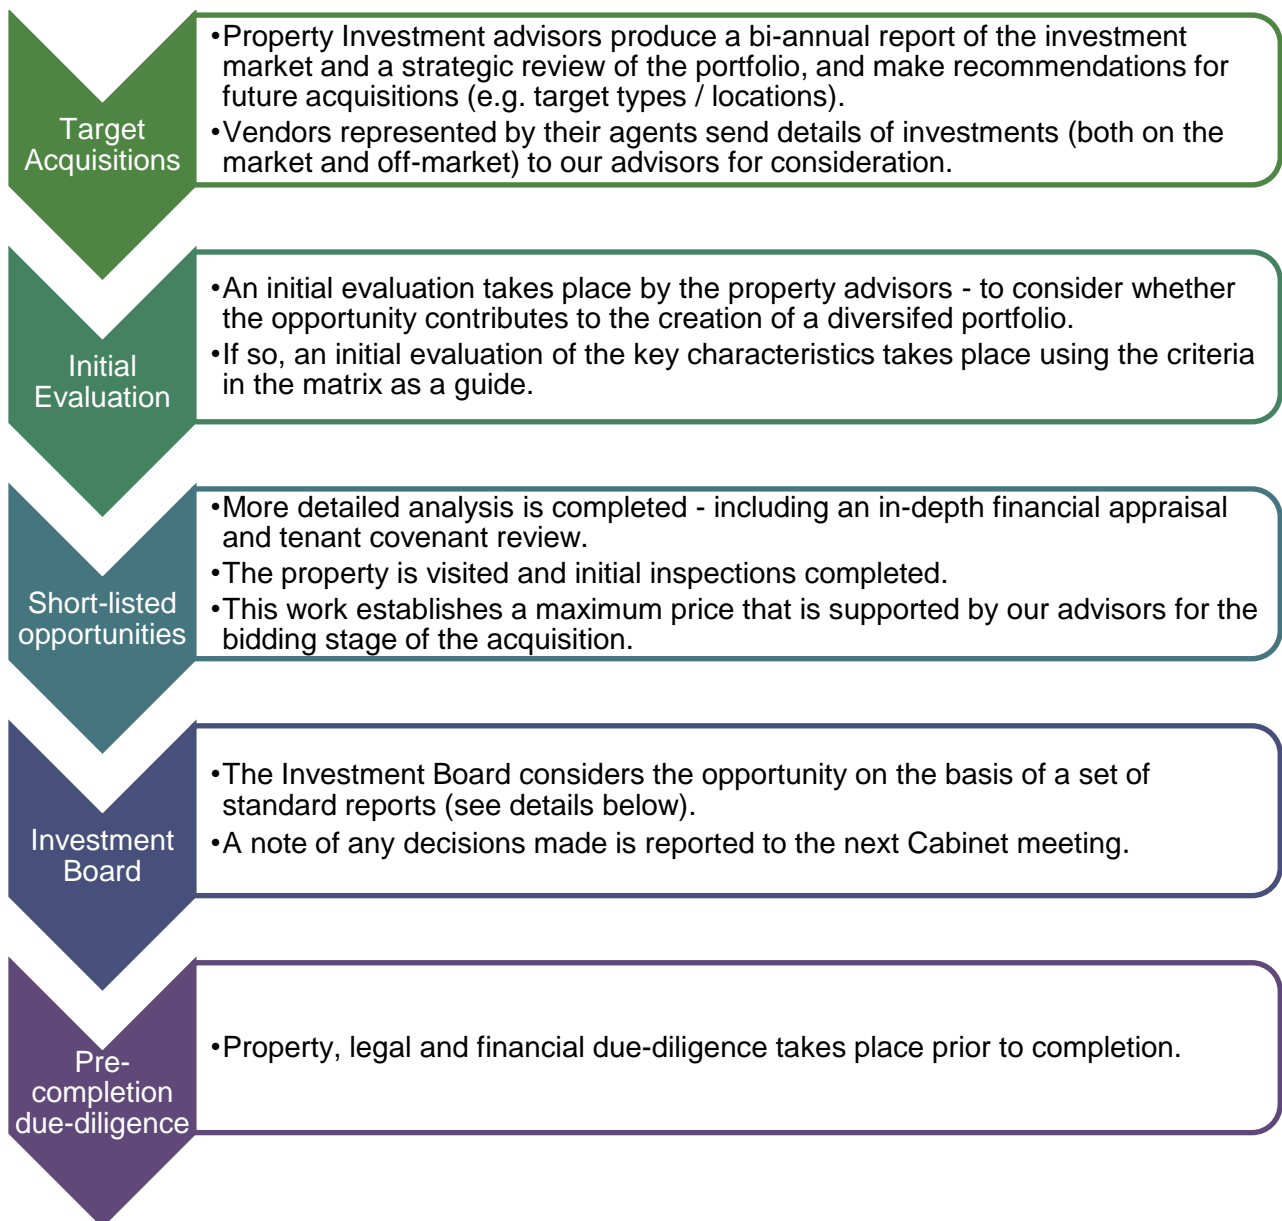 Target
Acquisitions
•Property Investment advisors produce a bi-annual report of the investment
market and a strategic review of the portfolio, and make recommendations for
future acquisitions (e.g. target types / locations).
•Vendors represented by their agents send details of investments (both on the
market and off-market) to our advisors for consideration.
Initial
Evaluation
•An initial evaluation takes place by the property advisors - to consider whether
the opportunity contributes to the creation of a diversifed portfolio.
•If so, an initial evaluation of the key characteristics takes place using the criteria
in the matrix as a guide.
Short-listed
opportunities
•More detailed analysis is completed - including an in-depth financial appraisal
and tenant covenant review.
•The property is visited and initial inspections completed.
•This work establishes a maximum price that is supported by our advisors for the
bidding stage of the acquisition.
Investment
Board
•The Investment Board considers the opportunity on the basis of a set of
standard reports (see details below).
•A note of any decisions made is reported to the next Cabinet meeting.
Pre-
completion
due-diligence
•Property, legal and financial due-diligence takes place prior to completion.